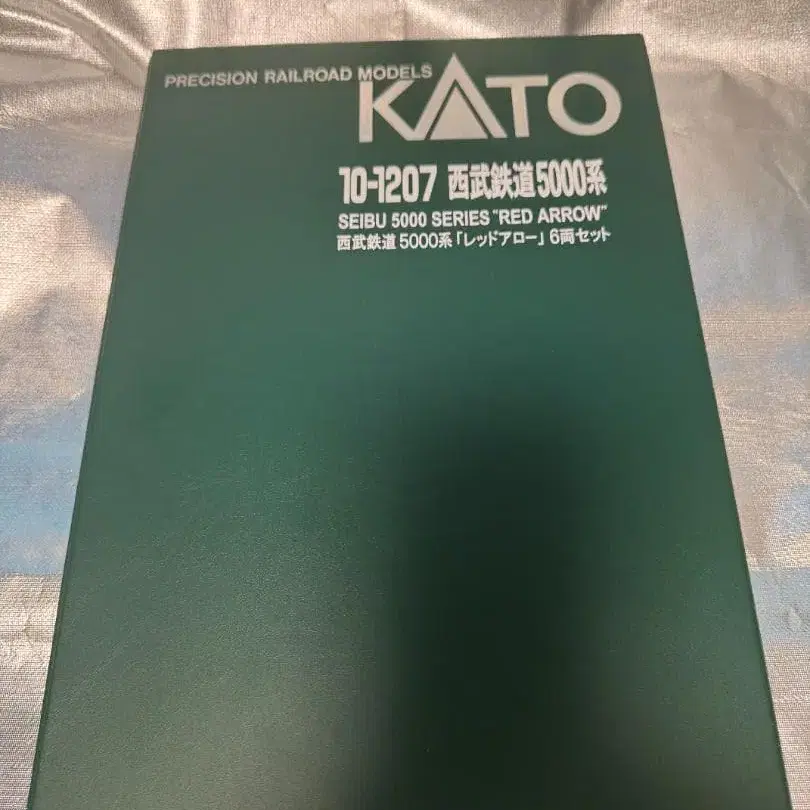 PRECISION RAILROAD MODELS
KATO
10-1207 西武鉄道5000系
SEIBU 5000 SERIES "RED ARROW"
西武鉄道5000系「レッドアロー」6両セット